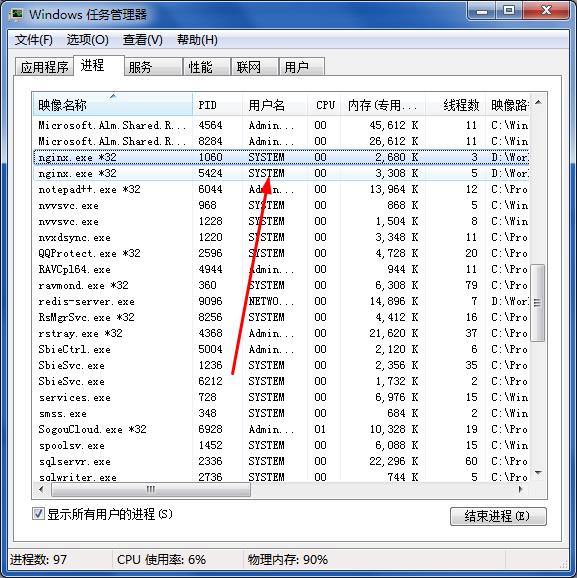 Windows 任务管理器
文件(F) 选项(O) 查看(V) 帮助(H)
应用程序 进程 服务 性能 联网 用户
映像名称 PID 用户名 CPU 内存(专用... 线程数 映像路
Microsoft.Alm.Shared.R... 4564 Admin... 00 45,612 K 11 C:\Win
Microsoft.Alm.Shared.R... 8284 Admin... 00 26,612 K 11 C:\Win
nginx.exe *32 1060 SYSTEM 00 2,680 K 3 D:\Wor
nginx.exe *32 5424 SYSTEM 00 3,308 K 5 D:\Wor
notepad++.exe *32 6044 Admin... 00 13,964 K 12 C:\Pro
nvvsvc.exe 968 SYSTEM 00 868 K 5 C:\Win
nvvsvc.exe 1228 SYSTEM 00 1,504 K 8 C:\Win
nvxdsync.exe 1220 SYSTEM 00 3,348 K 11 C:\Pro
QQProtect.exe *32 2596 SYSTEM 00 4,728 K 20 C:\Pro
RAVCpl64.exe 4944 Admin... 00 944 K 11 C:\Pro
ravmond.exe *32 360 SYSTEM 00 6,308 K 79 C:\Pro
redis-server.exe 9096 NETWO... 00 14,896 K 7 D:\Wor
RsMgrSvc.exe *32 8256 SYSTEM 00 4,412 K 16 C:\Pro
rstray.exe *32 4368 Admin... 00 21,620 K 37 C:\Pro
SbieCtrl.exe 5004 Admin... 00 2,120 K 6 C:\Pro
SbieSvc.exe 1236 SYSTEM 00 2,356 K 35 C:\Pro
SbieSvc.exe 6212 SYSTEM 00 1,732 K 2 C:\Pro
services.exe 728 SYSTEM 00 6,976 K 15 C:\Win
smss.exe 348 SYSTEM 00 684 K 2 C:\Win
SogouCloud.exe *32 6928 Admin... 01 10,328 K 19 C:\Pro
spoolsv.exe 1452 SYSTEM 00 6,088 K 15 C:\Win
sqlservr.exe 2336 SYSTEM 00 22,296 K 60 C:\Pro
sqlwriter.exe 2736 SYSTEM 00 744 K 5 C:\Pro
显示所有用户的进程(S) 结束进程(E)
进程数: 97 CPU 使用率: 6% 物理内存: 90%